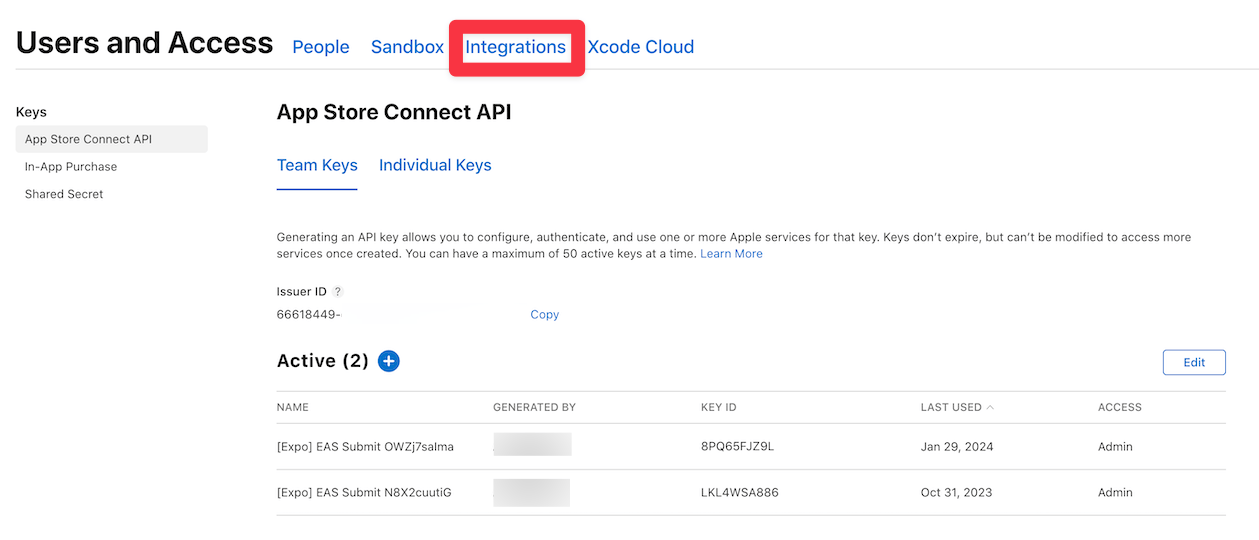 Users and Access People Sandbox Integrations Xcode Cloud
Keys
App Store Connect API
In-App Purchase
Shared Secret
App Store Connect API
Team Keys Individual Keys
Generating an API key allows you to configure, authenticate, and use one or more Apple services for that key. Keys don’t expire, but can’t be modified to access more
services once created. You can have a maximum of 50 active keys at a time. Learn More
Issuer ID ?
66618449- Copy
Active (2) + Edit
NAME GENERATED BY KEY ID LAST USED ACCESS
[Expo] EAS Submit OWZj7salma 8PQ65FJZ9L Jan 29, 2024 Admin
[Expo] EAS Submit N8X2cuutiG LKL4WSA886 Oct 31, 2023 Admin